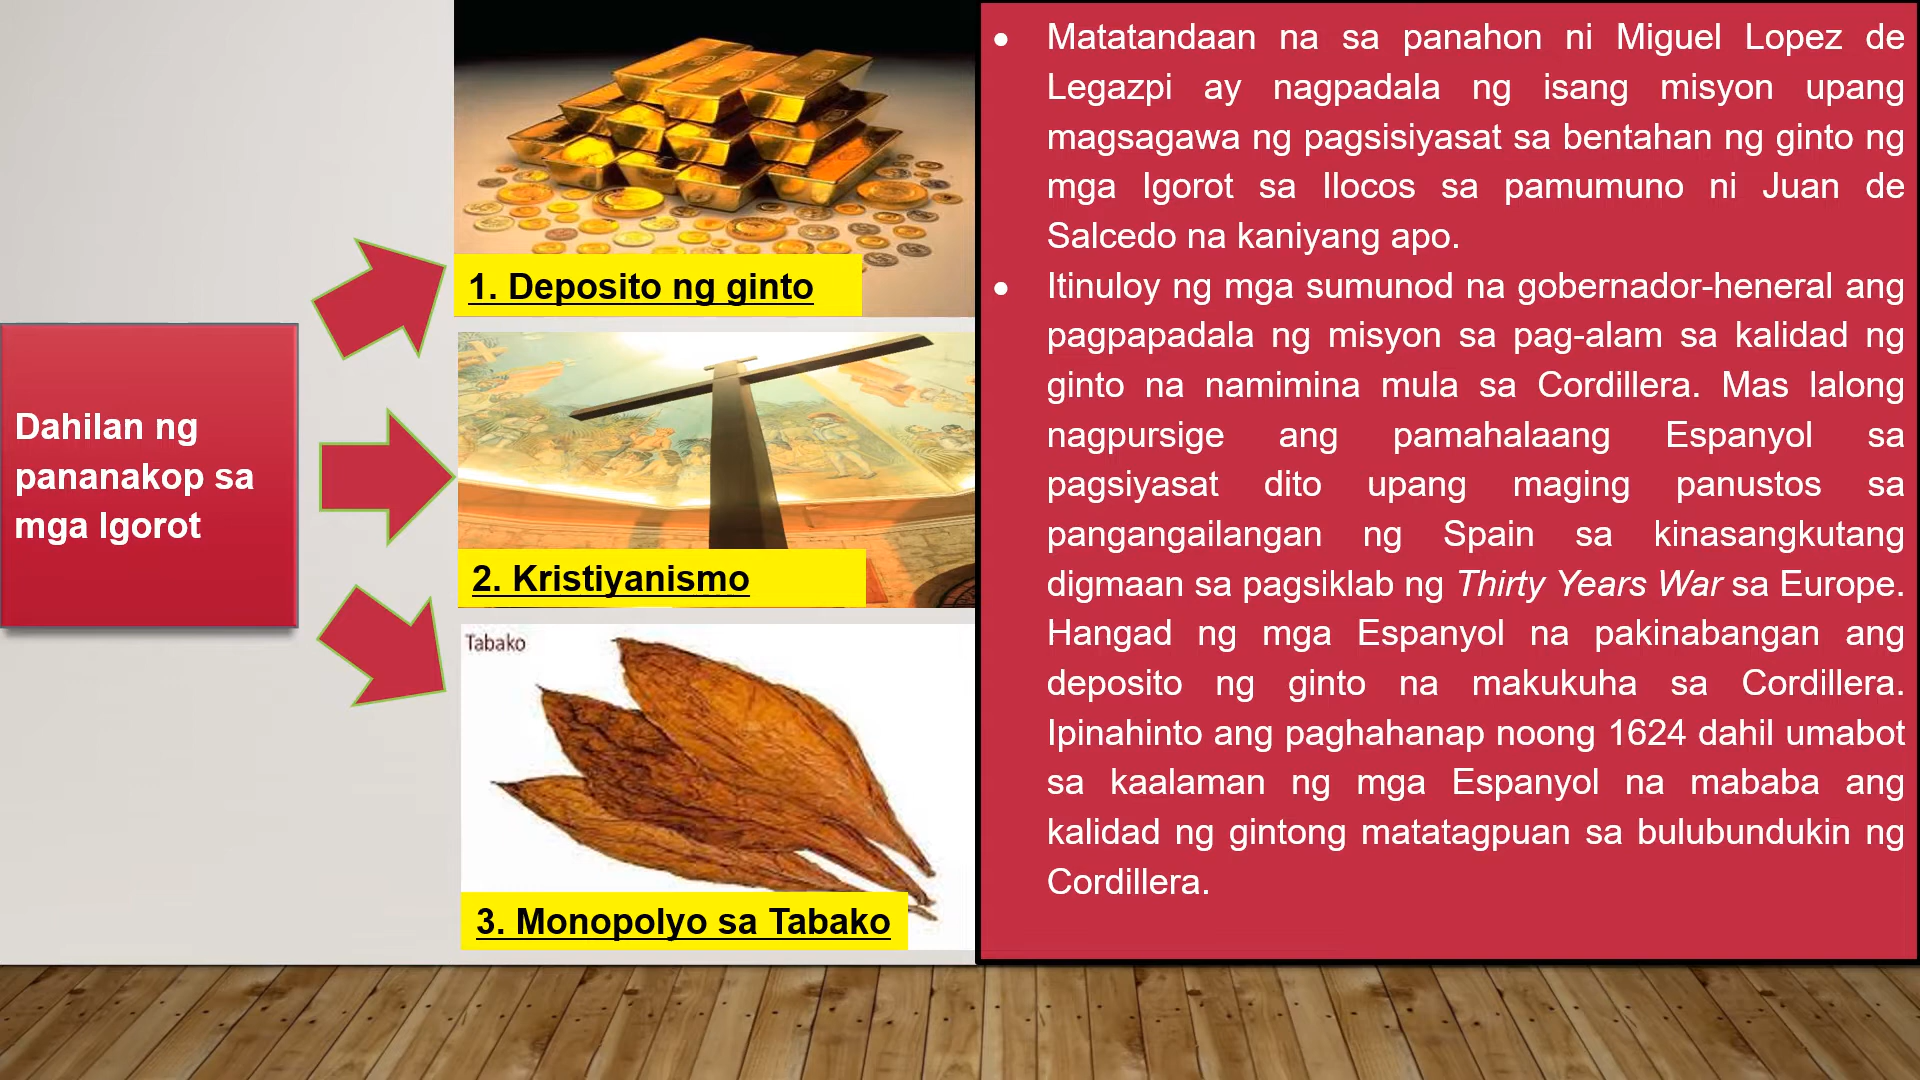 Dahilan ng
pananakop sa
mga Igorot
1. Deposito ng ginto
2. Kristiyanismo
Tabako
3. Monopolyo sa Tabako
● Matatandaan na sa panahon ni Miguel Lopez de
Legazpi ay nagpadala ng isang misyon upang
magsagawa ng pagsisiyasat sa bentahan ng ginto ng
mga Igorot sa Ilocos sa pamumuno ni Juan de
Salcedo na kaniyang apo.
● Itinuloy ng mga sumunod na gobernador-heneral ang
pagpapadala ng misyon sa pag-alam sa kalidad ng
ginto na namimina mula sa Cordillera. Mas lalong
nagpursige ang pamahalaang Espanyol sa
pagsiyasat dito upang maging panustos sa
pangangailangan ng Spain sa kinasangkutang
digmaan sa pagsiklab ng Thirty Years War sa Europe.
Hangad ng mga Espanyol na pakinabangan ang
deposito ng ginto na makukuha sa Cordillera.
Ipinahinto ang paghahanap noong 1624 dahil umabot
sa kaalaman ng mga Espanyol na mababa ang
kalidad ng gintong matatagpuan sa bulubundukin ng
Cordillera.